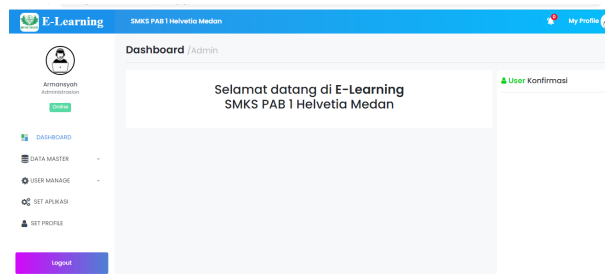 E-Learning
SMKS PAB 1 Helvetia Medan
My Profile
Dashboard /Admin
Armansyah
Administrasion
Online
Selamat datang di E-Learning
SMKS PAB 1 Helvetia Medan
User Konfirmasi
DASHBOARD
DATA MASTER
USER MANAGE
SET APLIKASI
SET PROFILE
Logout